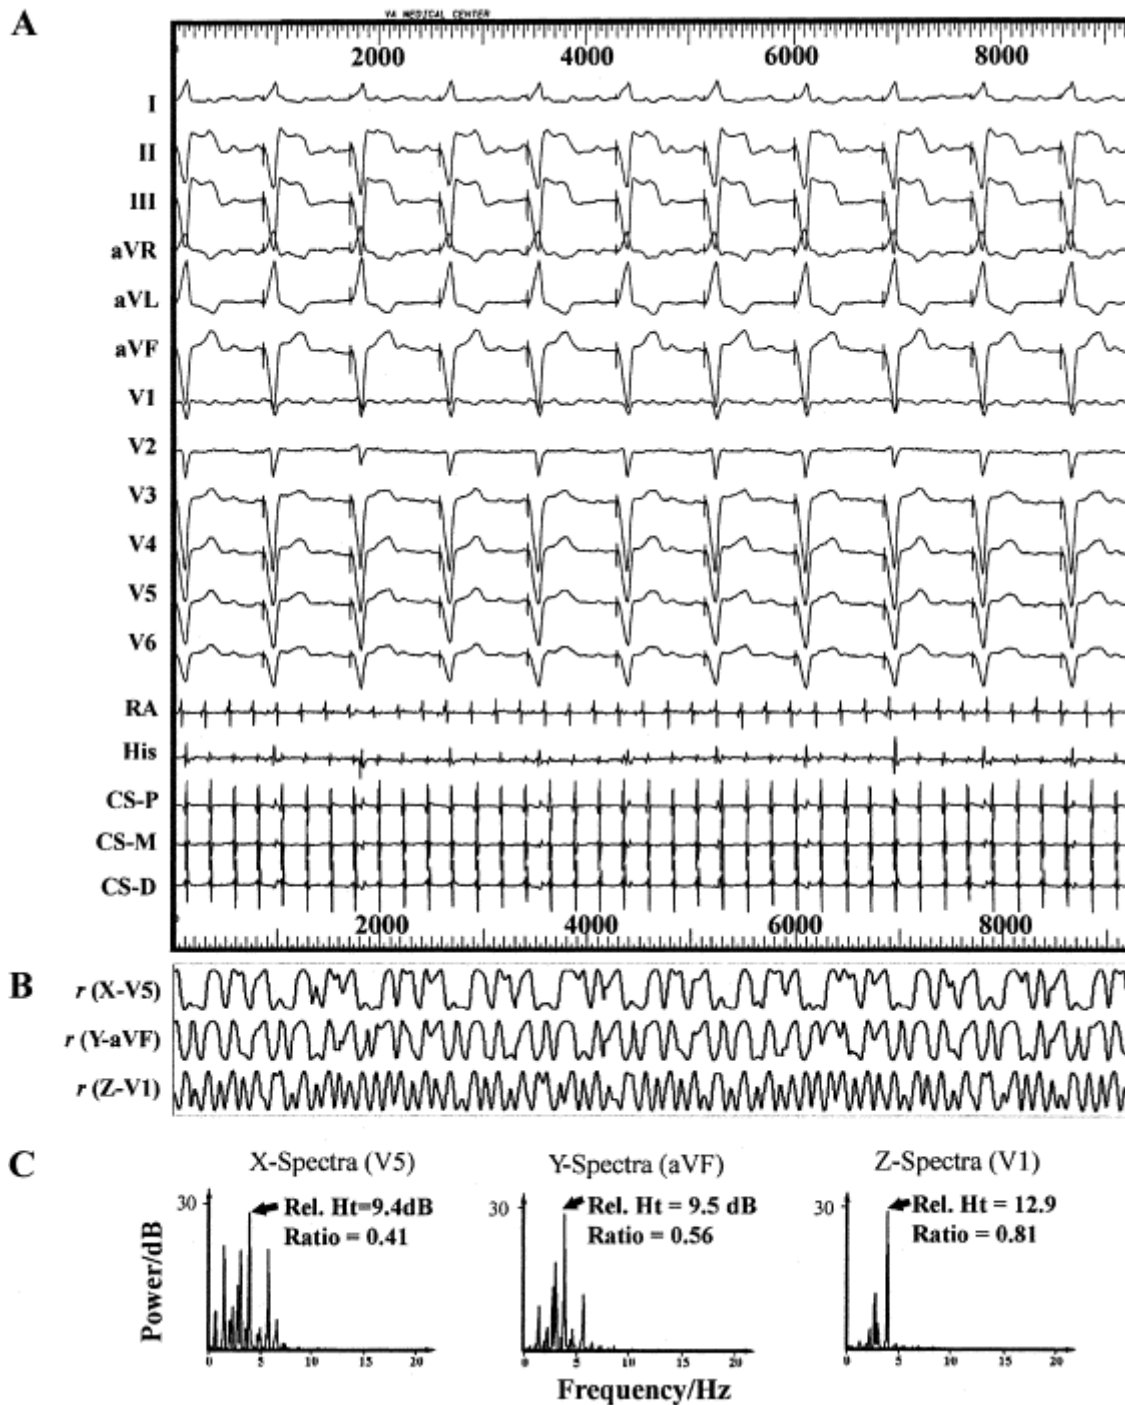 VA MEDICAL CENTER
A
2000 4000 6000 8000
I
II
III
aVR
aVL
aVF
V1
V2
V3
V4
V5
V6
RA
His
CS-P
CS-M
CS-D
0 2000 4000 6000 8000
B
r (X-V5)
r (Y-aVF)
r (Z-V1)
C
X-Spectra (V5) Y-Spectra (aVF) Z-Spectra (V1)
30 Rel. Ht=9.4dB 30 Rel. Ht = 9.5 dB 30 Rel. Ht = 12.9
Ratio = 0.41 Ratio = 0.56 Ratio = 0.81
Power/dB
0 5 10 15 20 0 5 10 15 20 0 5 10 15 20
Frequency/Hz